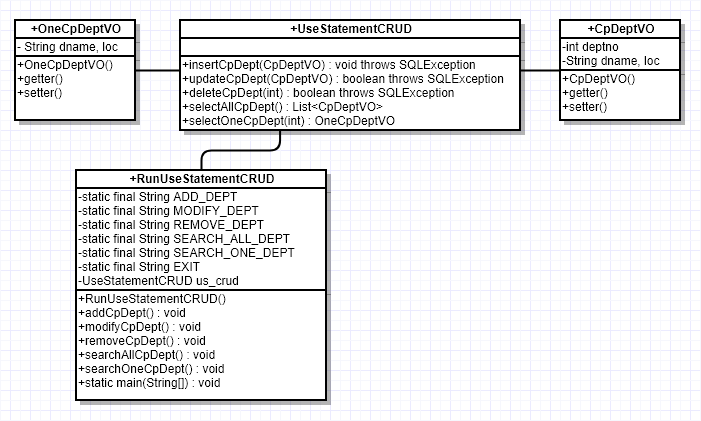 +OneCpDeptVO
- String dname, loc
+OneCpDeptVO()
+getter()
+setter()
+UseStatementCRUD
+insertCpDept(CpDeptVO) : void throws SQLException
+updateCpDept(CpDeptVO) : boolean throws SQLException
+deleteCpDept(int) : boolean throws SQLException
+selectAllCpDept() : List<CpDeptVO>
+selectOneCpDept(int) : OneCpDeptVO
+CpDeptVO
-int deptno
-String dname, loc
+CpDeptVO()
+getter()
+setter()
+RunUseStatementCRUD
-static final String ADD_DEPT
-static final String MODIFY_DEPT
-static final String REMOVE_DEPT
-static final String SEARCH_ALL_DEPT
-static final String SEARCH_ONE_DEPT
-static final String EXIT
-UseStatementCRUD us_crud
+RunUseStatementCRUD()
+addCpDept() : void
+modifyCpDept() : void
+removeCpDept() : void
+searchAllCpDept() : void
+searchOneCpDept() : void
+static main(String[]) : void